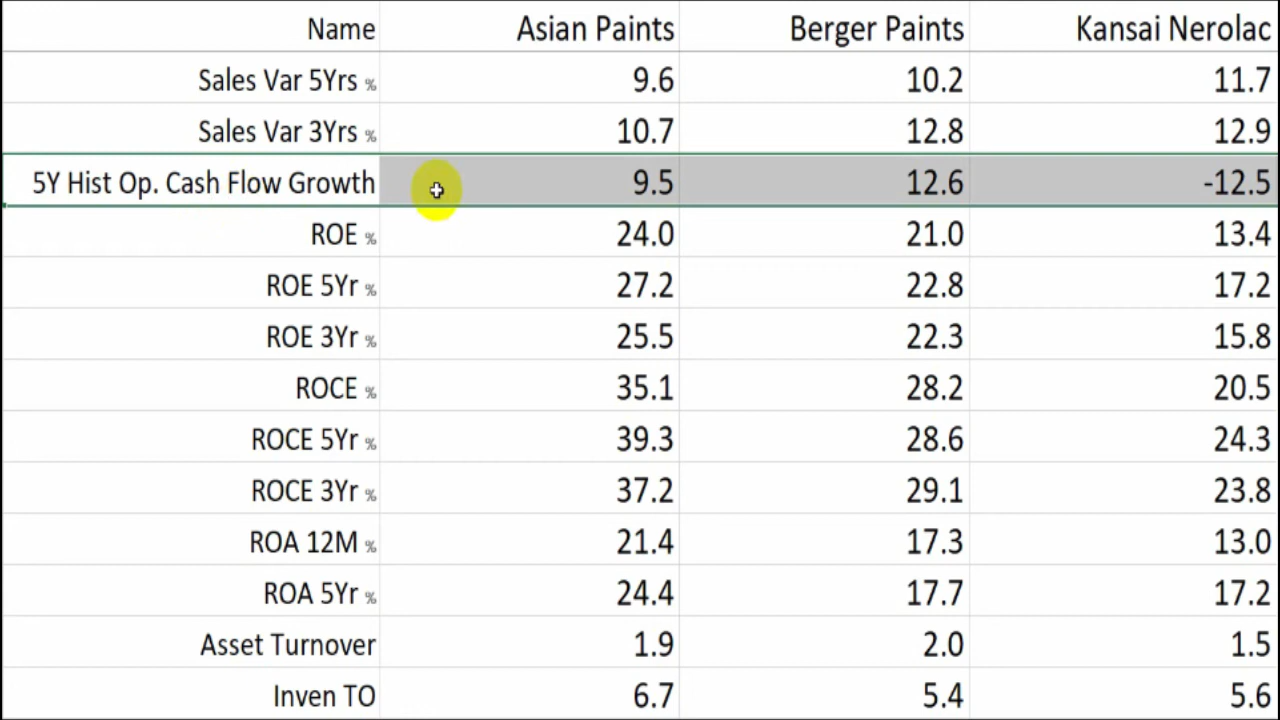 Name Asian Paints Berger Paints Kansai Nerolac
Sales Var 5Yrs % 9.6 10.2 11.7
Sales Var 3Yrs % 10.7 12.8 12.9
5Y Hist Op. Cash Flow Growth 9.5 12.6 -12.5
ROE % 24.0 21.0 13.4
ROE 5Yr % 27.2 22.8 17.2
ROE 3Yr % 25.5 22.3 15.8
ROCE % 35.1 28.2 20.5
ROCE 5Yr % 39.3 28.6 24.3
ROCE 3Yr % 37.2 29.1 23.8
ROA 12M % 21.4 17.3 13.0
ROA 5Yr % 24.4 17.7 17.2
Asset Turnover 1.9 2.0 1.5
Inven TO 6.7 5.4 5.6